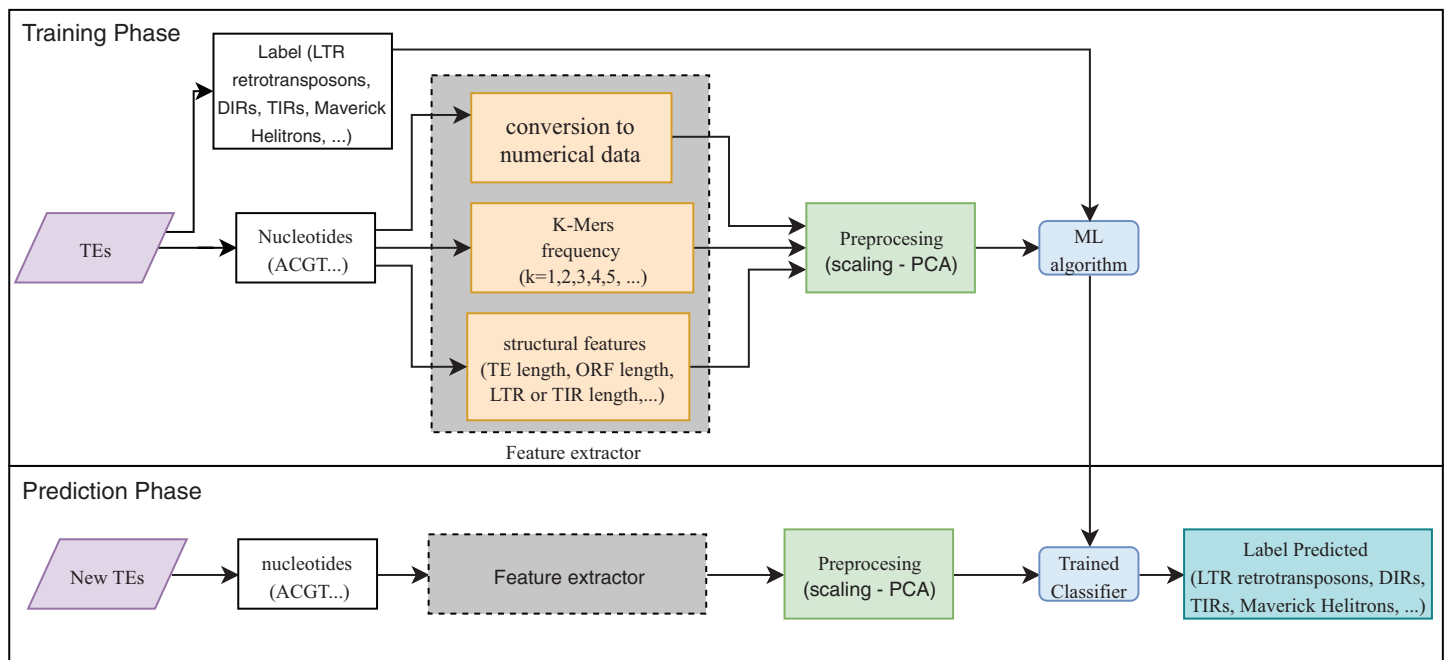 Training Phase
Label (LTR
retrotransposons,
DIRs, TIRs, Maverick
Helitrons, ...)
TEs
Nucleotides
(ACGT...)
conversion to
numerical data
K-Mers
frequency
(k=1,2,3,4,5, ...)
structural features
(TE length, ORF length,
LTR or TIR length,...)
Feature extractor
Preprocesing
(scaling - PCA)
ML
algorithm
Prediction Phase
New TEs
nucleotides
(ACGT...)
Feature extractor
Preprocesing
(scaling - PCA)
Trained
Classifier
Label Predicted
(LTR retrotransposons, DIRs,
TIRs, Maverick Helitrons, ...)